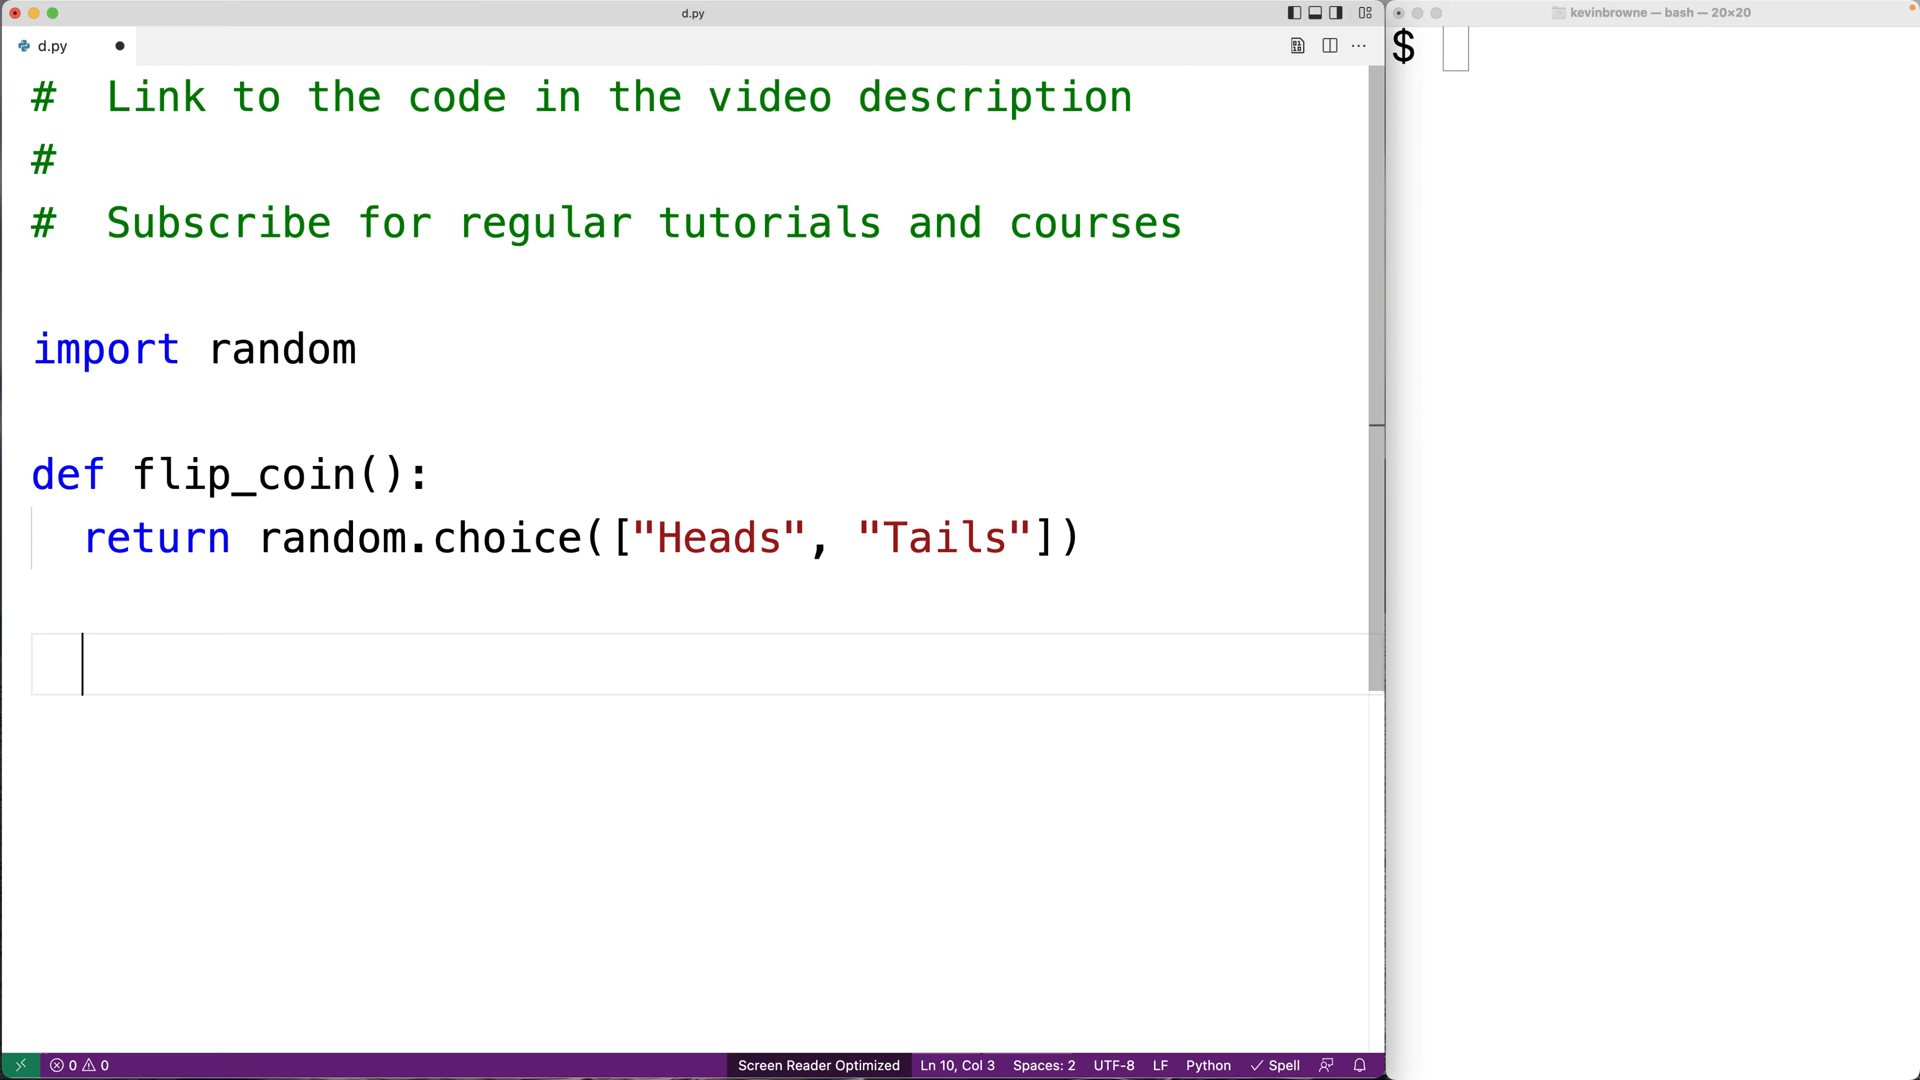 d.py
kevinbrowne — bash — 20×20
d.py
$
# Link to the code in the video description
#
# Subscribe for regular tutorials and courses
import random
def flip_coin():
return random.choice(["Heads", "Tails"])
0 0
Screen Reader Optimized Ln 10, Col 3 Spaces: 2 UTF-8 LF Python Spell